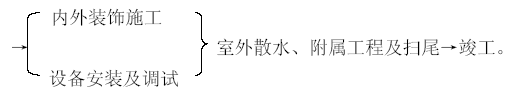 内外装饰施工
→ 室外散水、附属工程及扫尾→竣工。
设备安装及调试